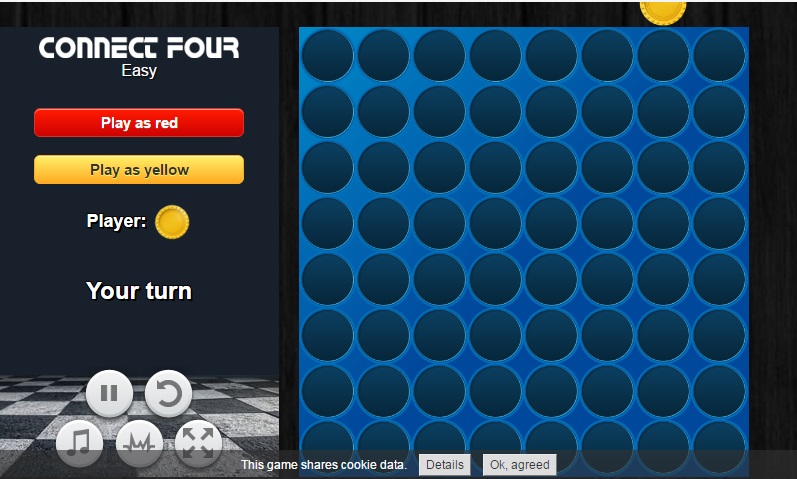 CONNECT FOUR
Easy
Play as red
Play as yellow
Player:
Your turn
This game shares cookie data. Details Ok, agreed